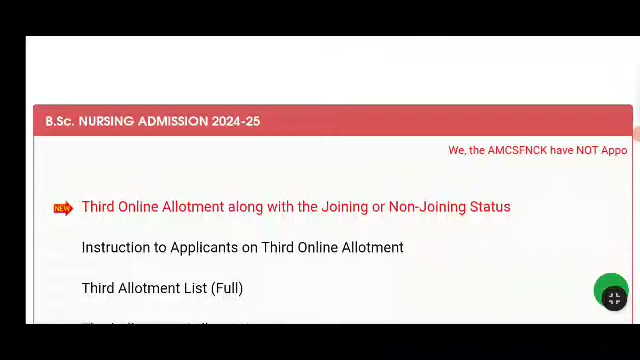 B.Sc. NURSING ADMISSION 2024-25
We, the AMCSFNCK have NOT Appo
NEW Third Online Allotment along with the Joining or Non-Joining Status
Instruction to Applicants on Third Online Allotment
Third Allotment List (Full)